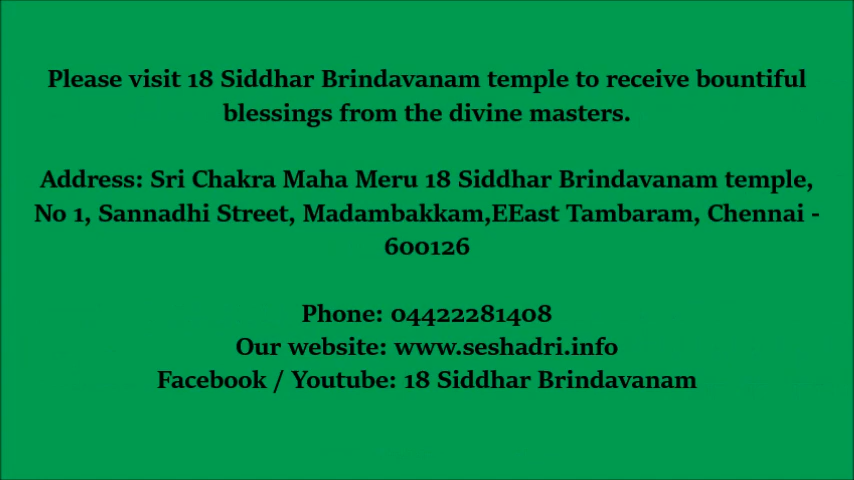 Please visit 18 Siddhar Brindavanam temple to receive bountiful
blessings from the divine masters.
Address: Sri Chakra Maha Meru 18 Siddhar Brindavanam temple,
No 1, Sannadhi Street, Madambakkam,EEast Tambaram, Chennai -
600126
Phone: 04422281408
Our website: www.seshadri.info
Facebook / Youtube: 18 Siddhar Brindavanam